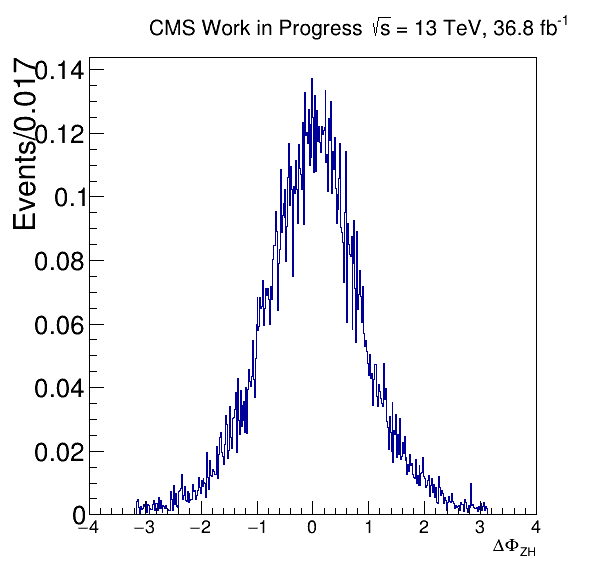 CMS Work in Progress √s = 13 TeV, 36.8 fb⁻¹
Events/0.017
0.14
0.12
0.1
0.08
0.06
0.04
0.02
0
−4 −3 −2 −1 0 1 2 3 4
ΔΦ_ZH